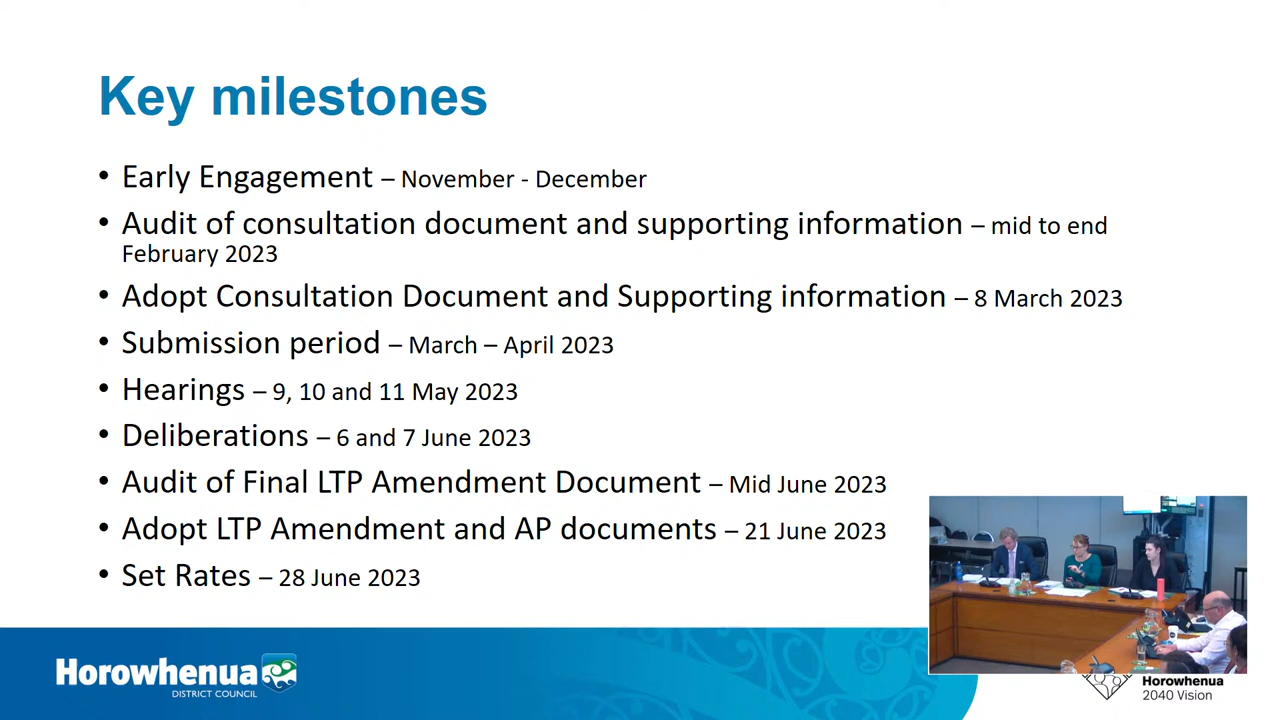 Key milestones
• Early Engagement – November - December
• Audit of consultation document and supporting information – mid to end
February 2023
• Adopt Consultation Document and Supporting information – 8 March 2023
• Submission period – March – April 2023
• Hearings – 9, 10 and 11 May 2023
• Deliberations – 6 and 7 June 2023
• Audit of Final LTP Amendment Document – Mid June 2023
• Adopt LTP Amendment and AP documents – 21 June 2023
• Set Rates – 28 June 2023
Horowhenua
DISTRICT COUNCIL
Horowhenua
2040 Vision